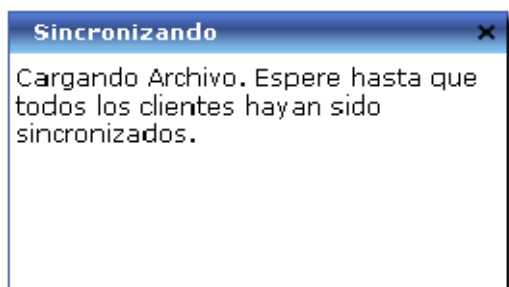 Sincronizando
Cargando Archivo. Espere hasta que
todos los clientes hayan sido
sincronizados.